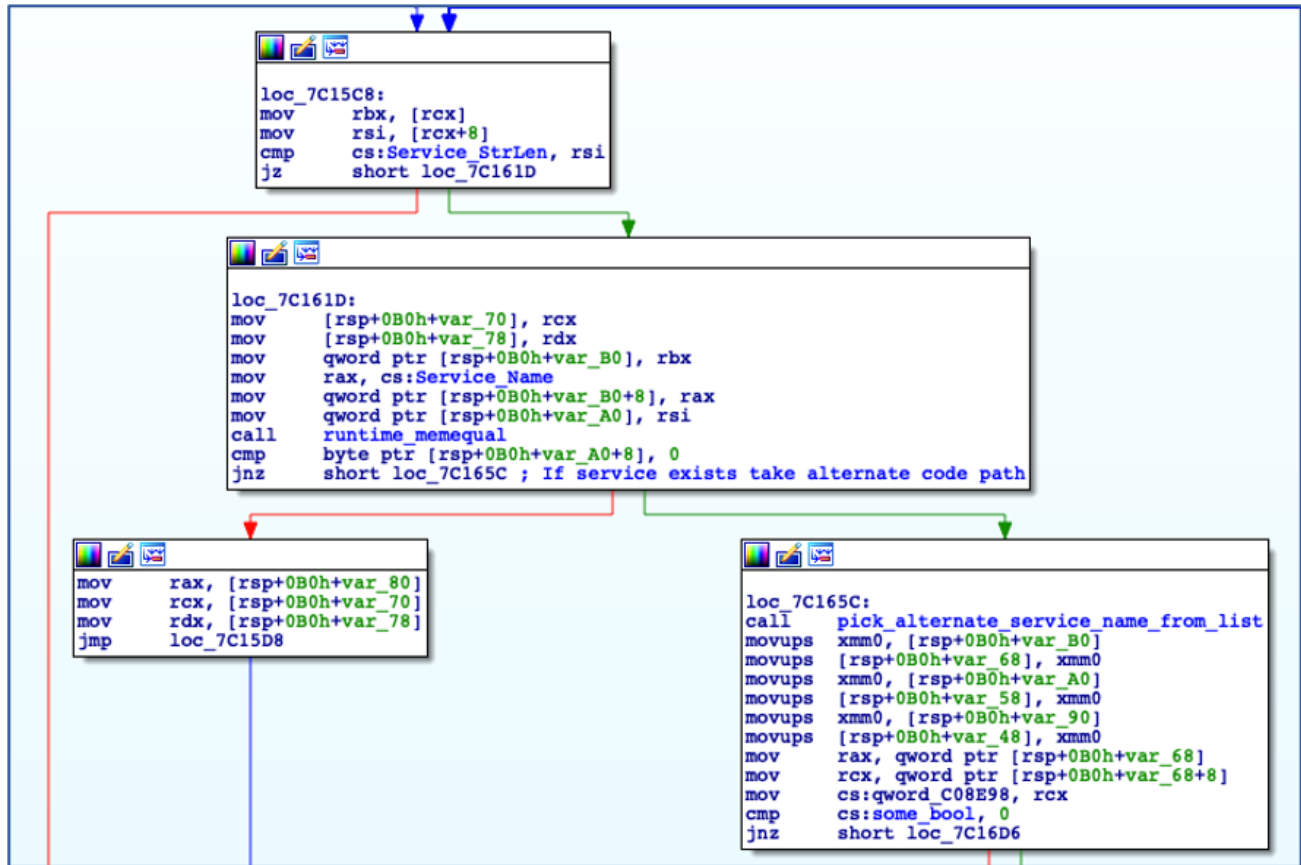 loc_7C15C8:
mov rbx, [rcx]
mov rsi, [rcx+8]
cmp cs:Service_StrLen, rsi
jz short loc_7C161D
loc_7C161D:
mov [rsp+0B0h+var_70], rcx
mov [rsp+0B0h+var_78], rdx
mov qword ptr [rsp+0B0h+var_B0], rbx
mov rax, cs:Service_Name
mov qword ptr [rsp+0B0h+var_B0+8], rax
mov qword ptr [rsp+0B0h+var_A0], rsi
call runtime_memequal
cmp byte ptr [rsp+0B0h+var_A0+8], 0
jnz short loc_7C165C ; If service exists take alternate code path
mov rax, [rsp+0B0h+var_80]
mov rcx, [rsp+0B0h+var_70]
mov rdx, [rsp+0B0h+var_78]
jmp loc_7C15D8
loc_7C165C:
call pick_alternate_service_name_from_list
movups xmm0, [rsp+0B0h+var_B0]
movups [rsp+0B0h+var_68], xmm0
movups xmm0, [rsp+0B0h+var_A0]
movups [rsp+0B0h+var_58], xmm0
movups xmm0, [rsp+0B0h+var_90]
movups [rsp+0B0h+var_48], xmm0
mov rax, qword ptr [rsp+0B0h+var_68]
mov rcx, qword ptr [rsp+0B0h+var_68+8]
mov cs:qword_C08E98, rcx
cmp cs:some_bool, 0
jnz short loc_7C16D6